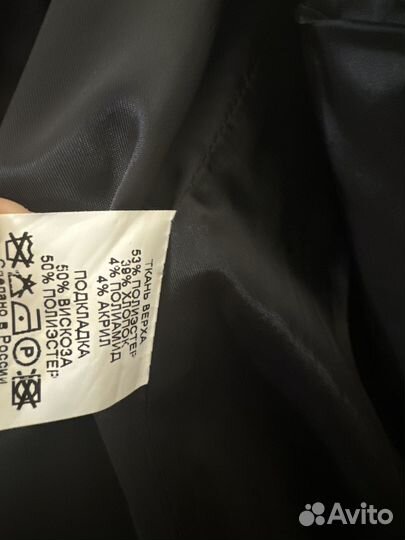 ТКАНЬ ВЕРХА
53% ПОЛИЭСТЕР
39% ХЛОПОК
4% ПОЛИАМИД
4% АКРИЛ
ПОДКЛАДКА
50% ВИСКОЗА
50% ПОЛИЭСТЕР
Сделано в России
Avito